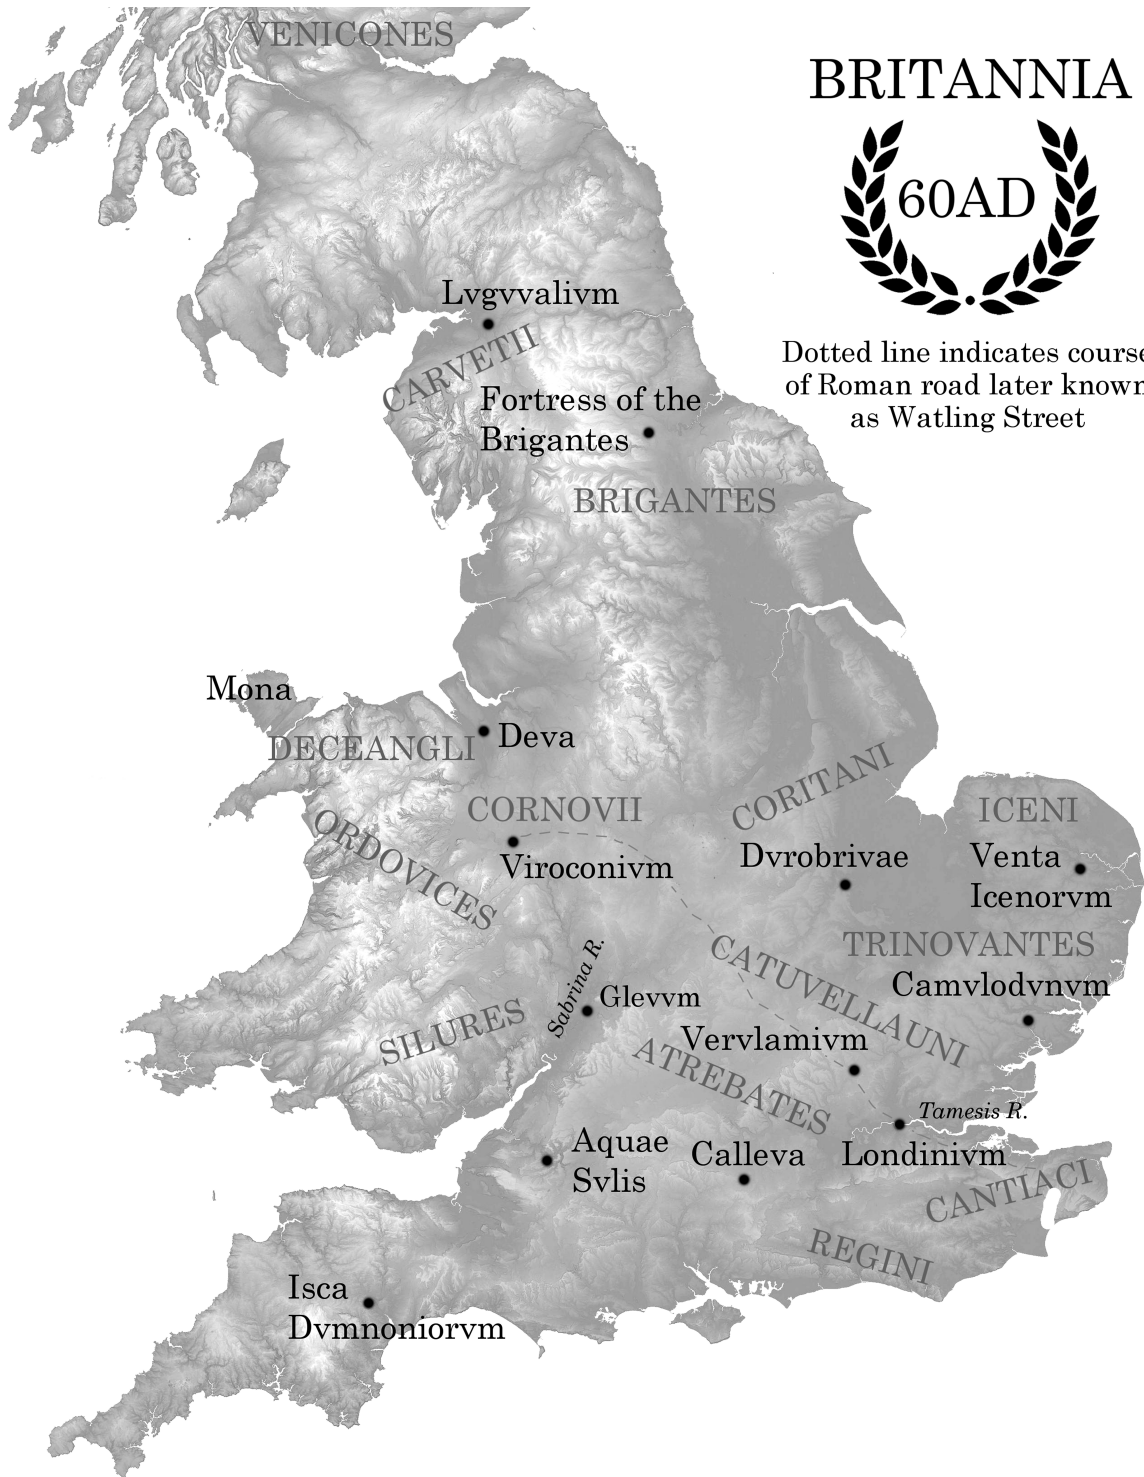 VENICONES
BRITANNIA
60AD
Dotted line indicates course
of Roman road later known
as Watling Street
Lvgvvalivm
CARVETII
Fortress of the
Brigantes
BRIGANTES
Mona
Deva
DECEANGLI
CORNOVII
CORITANI
ICENI
ORDOVICES
Viroconivm
Dvrobrivae
Venta
Icenorvm
TRINOVANTES
CATUVELLAUNI
Camvlodvnvm
Sabrina R.
Glevvm
SILURES
Vervlamivm
ATREBATES
Tamesis R.
Aquae
Svlis
Calleva
Londinivm
CANTIACI
REGINI
Isca
Dvmnoniorvm